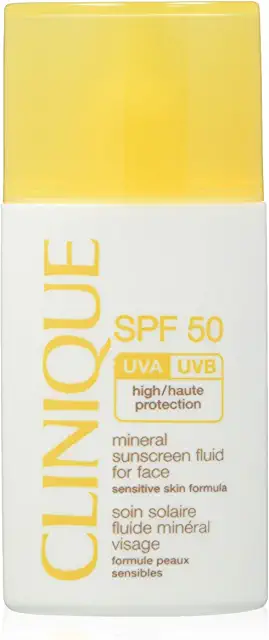 CLINIQUE
SPF 50
UVA UVB
high/haute
protection
mineral
sunscreen fluid
for face
sensitive skin formula
soin solaire
fluide minéral
visage
formule peaux
sensibles